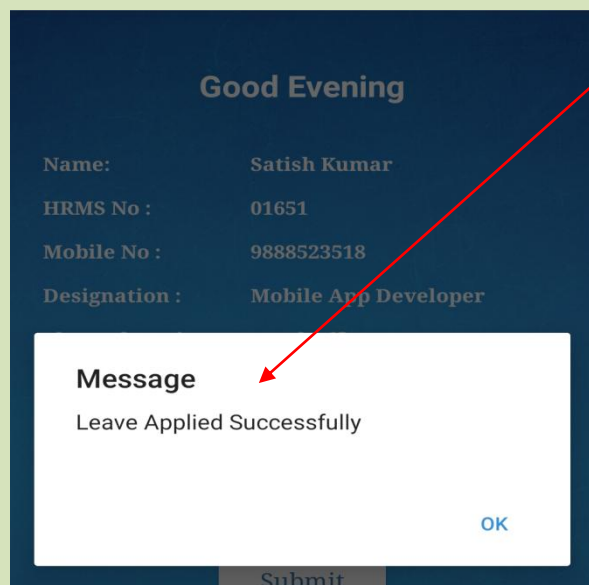 Good Evening
Name: Satish Kumar
HRMS No : 01651
Mobile No : 9888523518
Designation : Mobile App Developer
Message
Leave Applied Successfully
OK
Submit